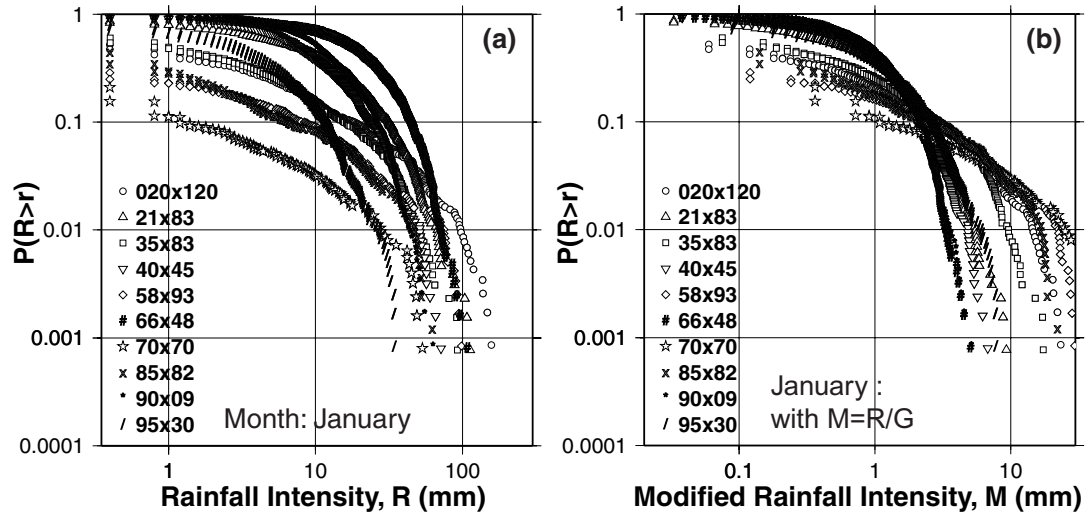 (a)
P(R>r)
1
0.1
0.01
0.001
0.0001
020x120
21x83
35x83
40x45
58x93
66x48
70x70
85x82
90x09
95x30
Month: January
1 10 100
Rainfall Intensity, R (mm)
(b)
P(R>r)
1
0.1
0.01
0.001
0.0001
020x120
21x83
35x83
40x45
58x93
66x48
70x70
85x82
90x09
95x30
January :
with M=R/G
0.1 1 10
Modified Rainfall Intensity, M (mm)